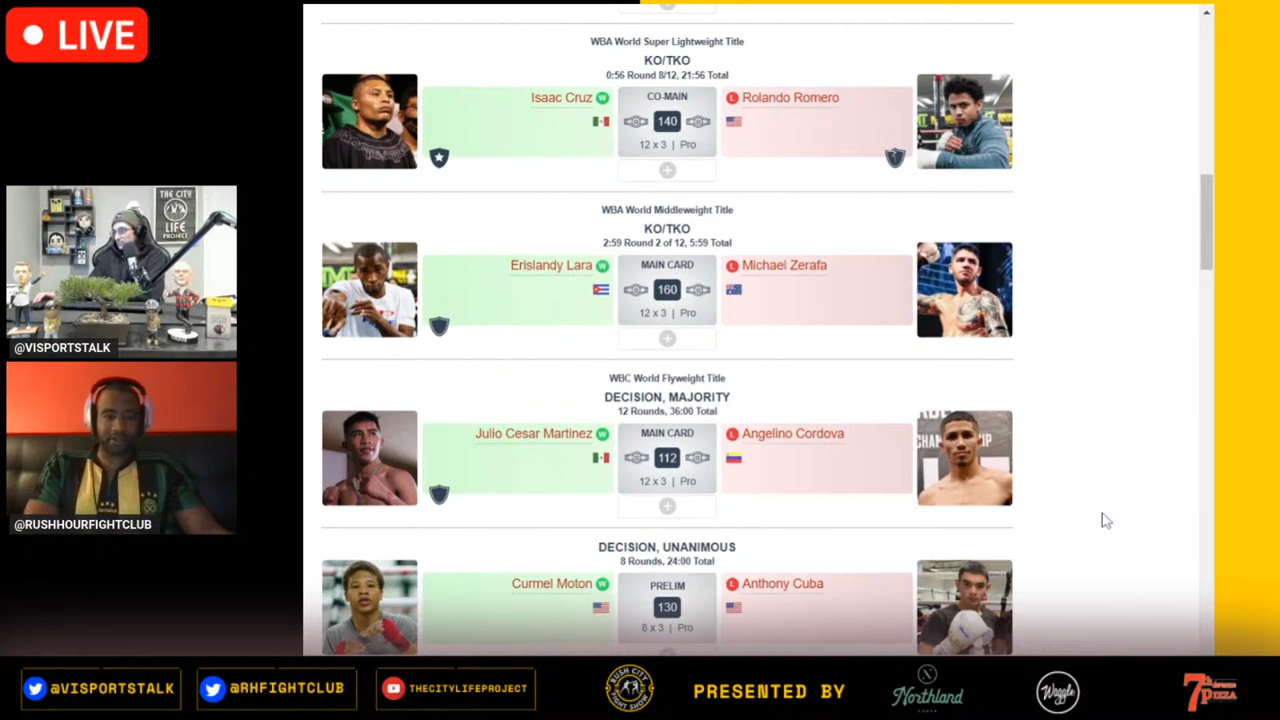 LIVE
WBA World Super Lightweight Title
KO/TKO
0:56 Round 8/12, 21:56 Total
Isaac Cruz W
CO-MAIN
L Rolando Romero
140
12 x 3 | Pro
WBA World Middleweight Title
KO/TKO
2:59 Round 2 of 12, 5:59 Total
Erislandy Lara W
MAIN CARD
L Michael Zerafa
160
12 x 3 | Pro
WBC World Flyweight Title
DECISION, MAJORITY
12 Rounds, 36:00 Total
Julio Cesar Martinez W
MAIN CARD
L Angelino Cordova
112
12 x 3 | Pro
DECISION, UNANIMOUS
8 Rounds, 24:00 Total
Curmel Moton W
PRELIM
L Anthony Cuba
130
8 x 3 | Pro
THE CITY
LIFE
PROJECT
@VISPORTSTALK
@RUSHHOURFIGHTCLUB
@VISPORTSTALK
@RHFIGHTCLUB
THECITYLIFEPROJECT
RUSH CITY
FIGHT SHOW
PRESENTED BY
N
Northland
Waggle
7th
PIZZA